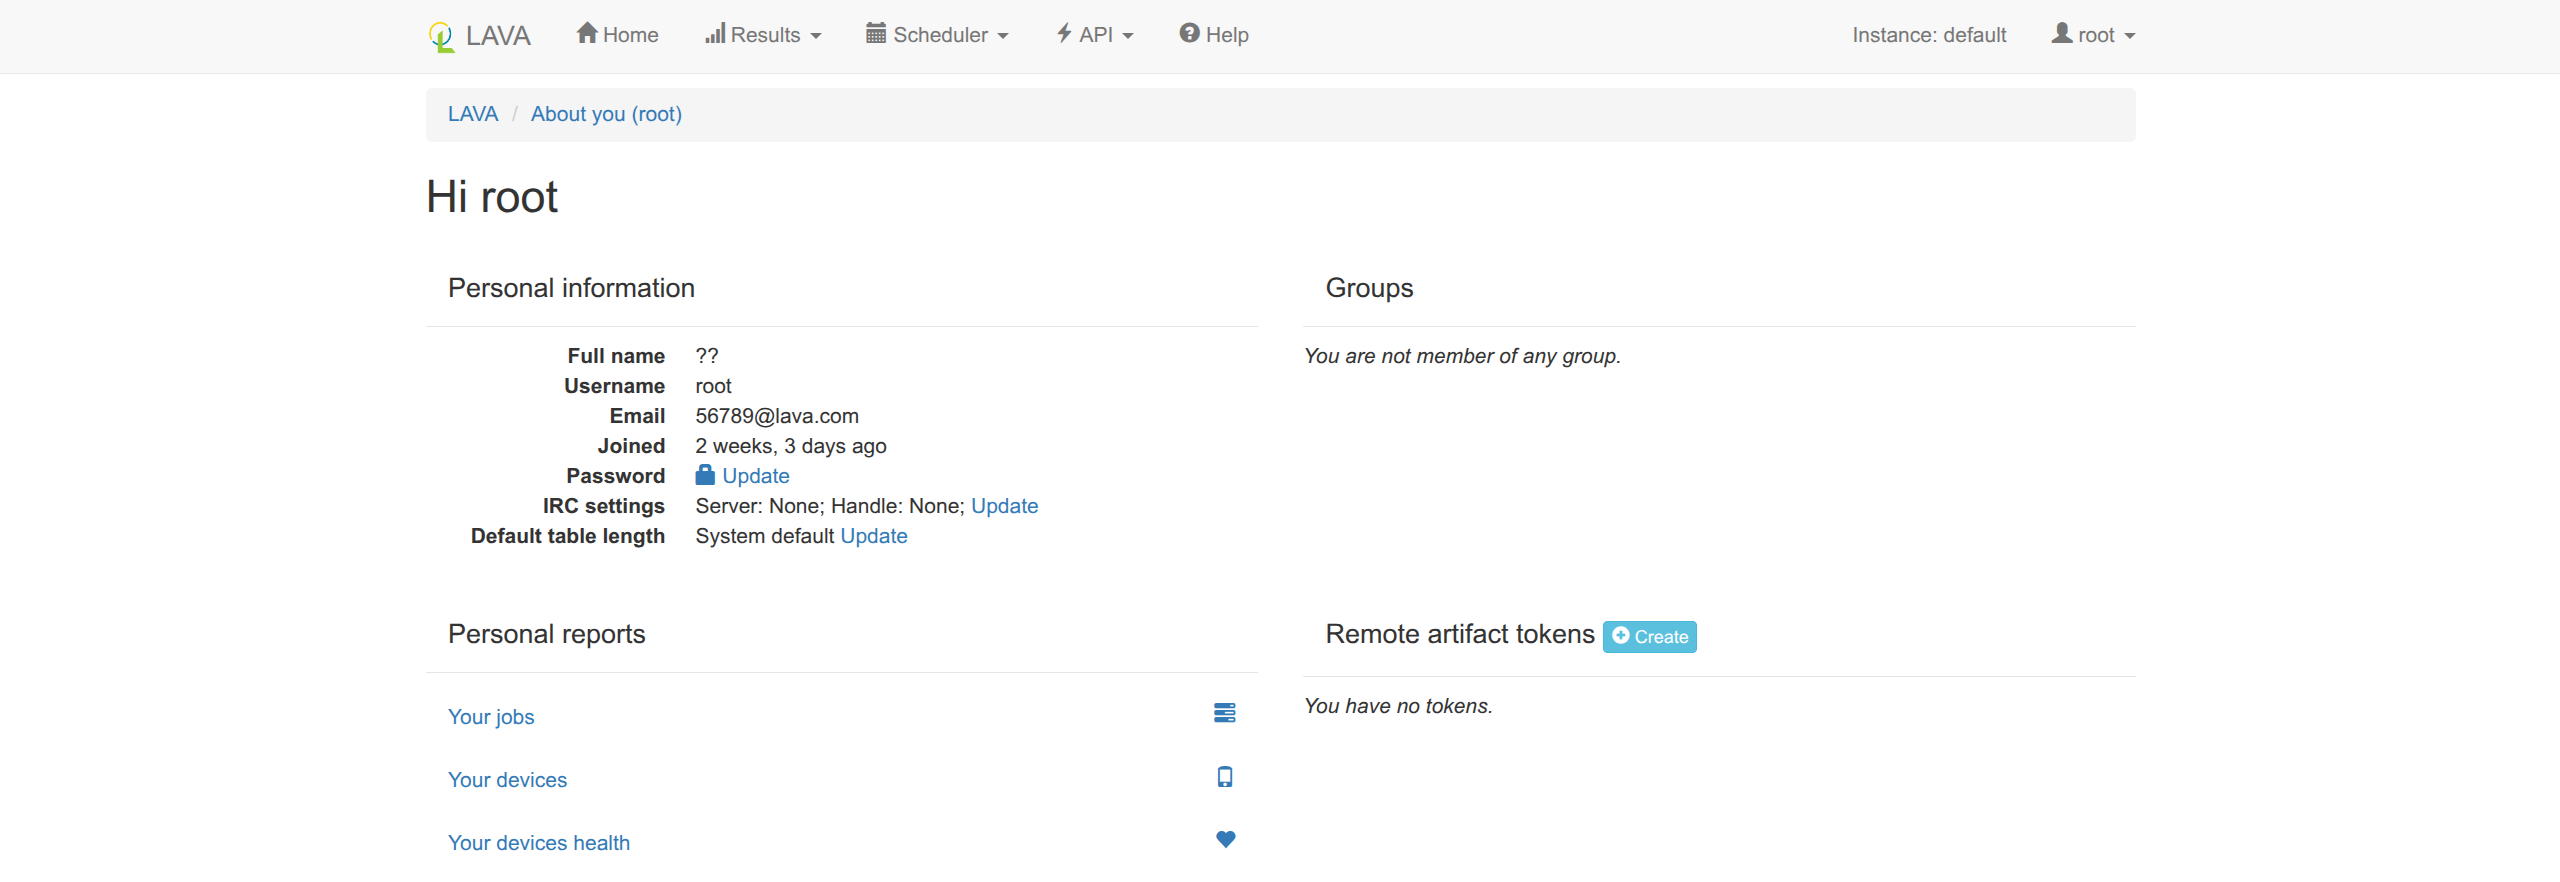 LAVA Home Results Scheduler API Help Instance: default root
LAVA / About you (root)
Hi root
Personal information
Full name ??
Username root
Email 56789@lava.com
Joined 2 weeks, 3 days ago
Password Update
IRC settings Server: None; Handle: None; Update
Default table length System default Update
Groups
You are not member of any group.
Personal reports
Your jobs
Your devices
Your devices health
Remote artifact tokens Create
You have no tokens.